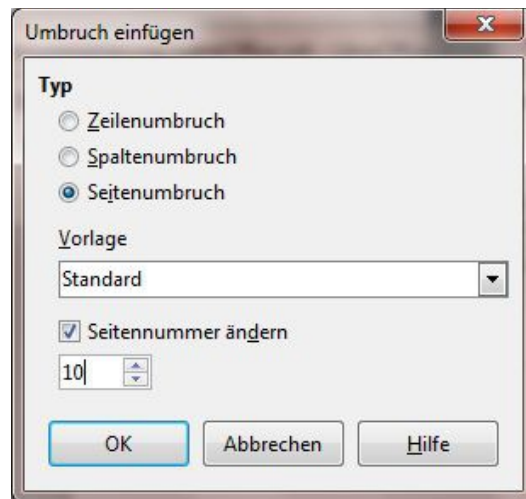 Umbruch einfügen
Typ
Zeilenumbruch
Spaltenumbruch
Seitenumbruch
Vorlage
Standard
Seitennummer ändern
10
OK Abbrechen Hilfe